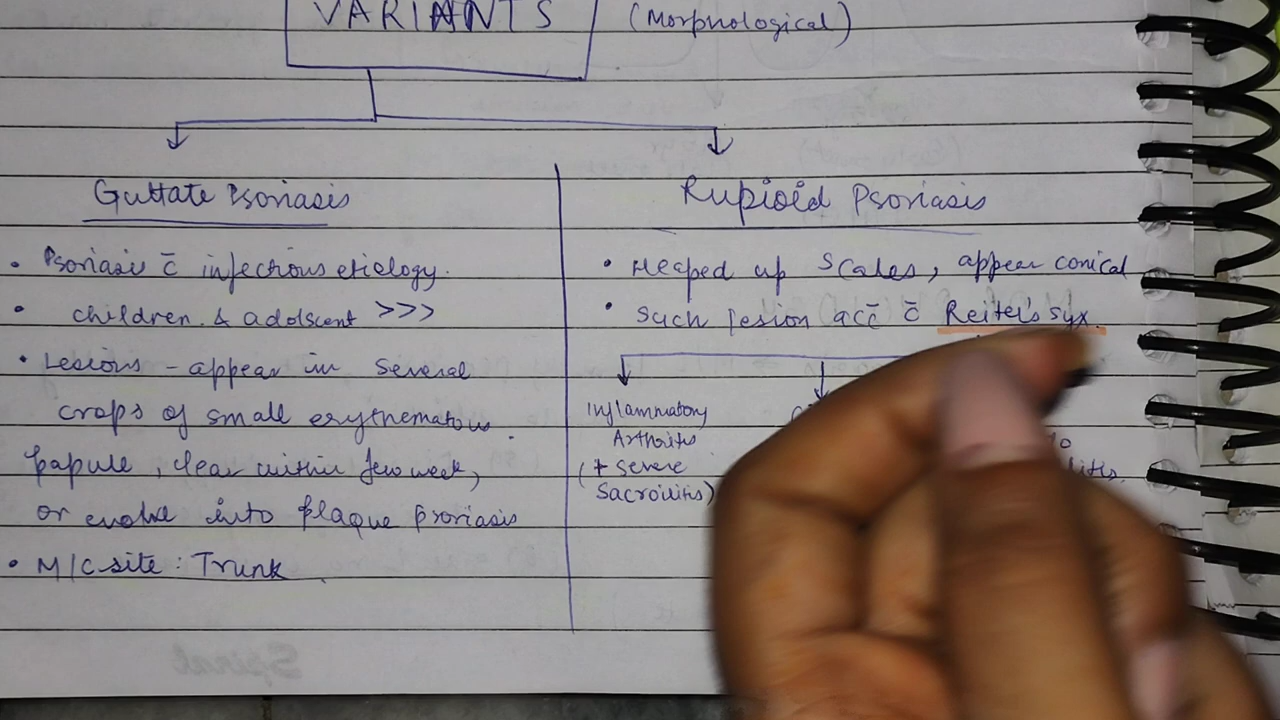 VARIANTS (Morphological)
Guttate Psoriasis
• Psoriasis c̄ infectious etiology.
• children & adolscent >>>
• Lesions - appear in several
crops of small erythematous.
papule, clear within few week,
or evolve into plaque psoriasis
• M/C site : Trunk
Rupioid Psoriasis
• Heaped up scales, appear conical
• Such lesion acc̄ c̄ Reiter's syx.
Inflammatory
Arthritis
(+ severe
Sacroilitis)